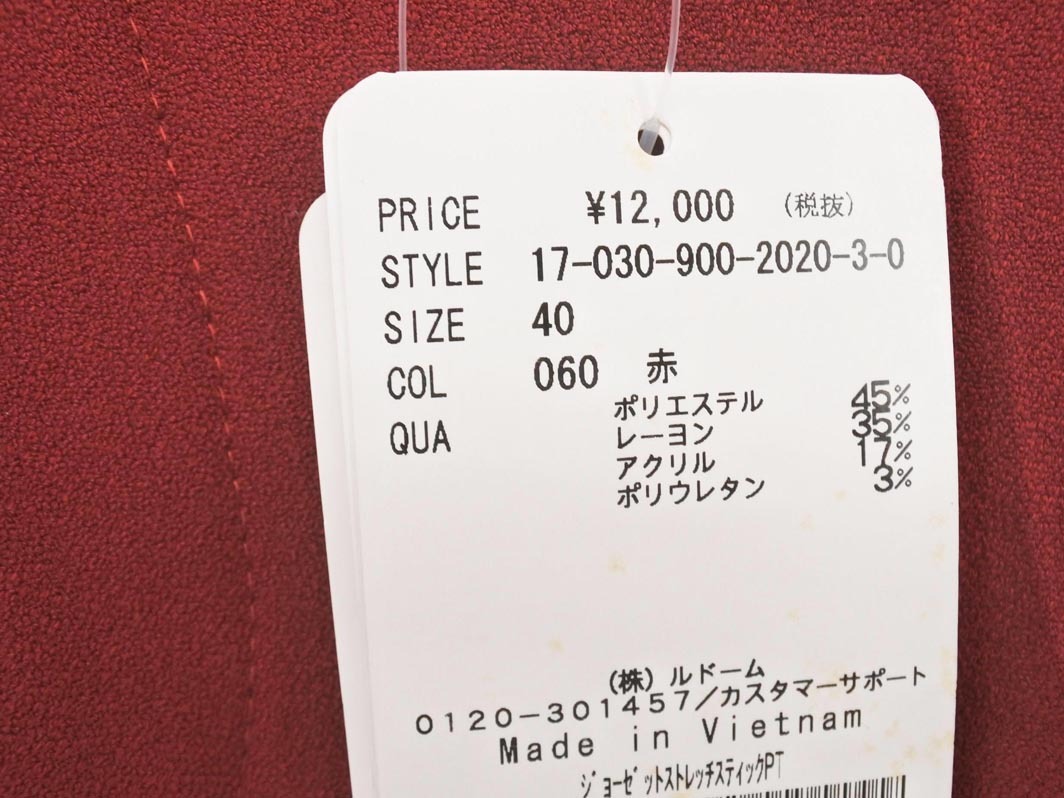 PRICE ¥12,000 (税抜)
STYLE 17-030-900-2020-3-0
SIZE 40
COL 060 赤
QUA ポリエステル 45%
レーヨン 35%
アクリル 17%
ポリウレタン 3%
(株)ルドーム
0120-301457/カスタマーサポート
Made in Vietnam
ジョーゼットストレッチスティックPT